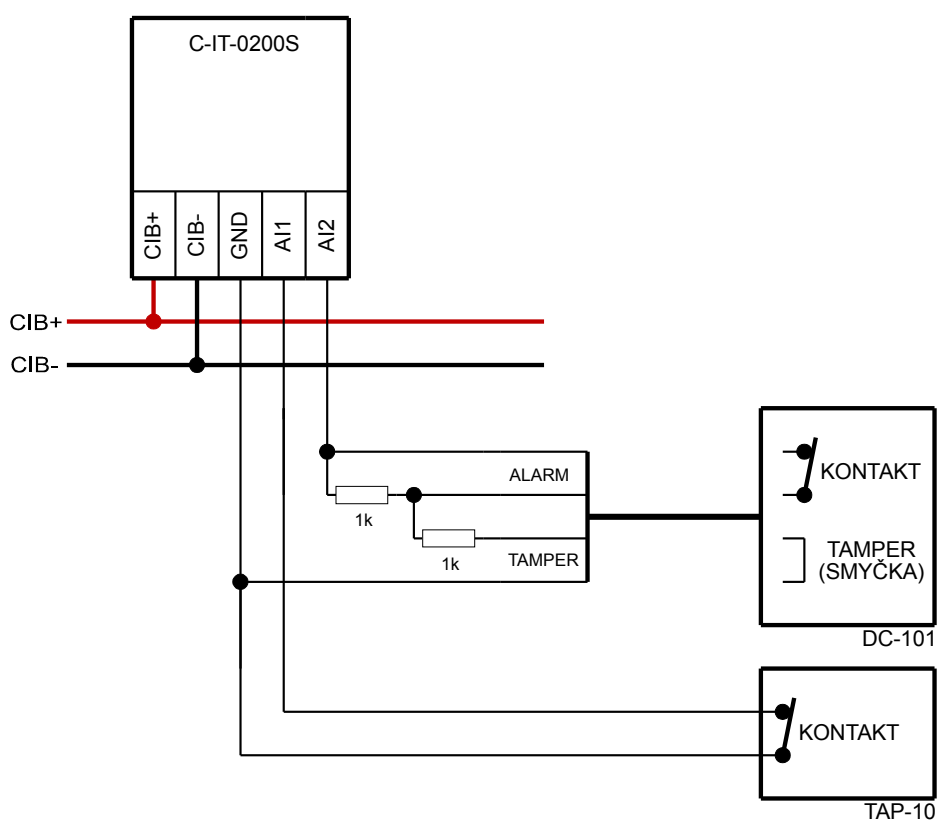 C-IT-0200S
CIB+
CIB-
GND
AI1
AI2
CIB+
CIB-
ALARM
1k
1k
TAMPER
KONTAKT
TAMPER
(SMYČKA)
DC-101
KONTAKT
TAP-10